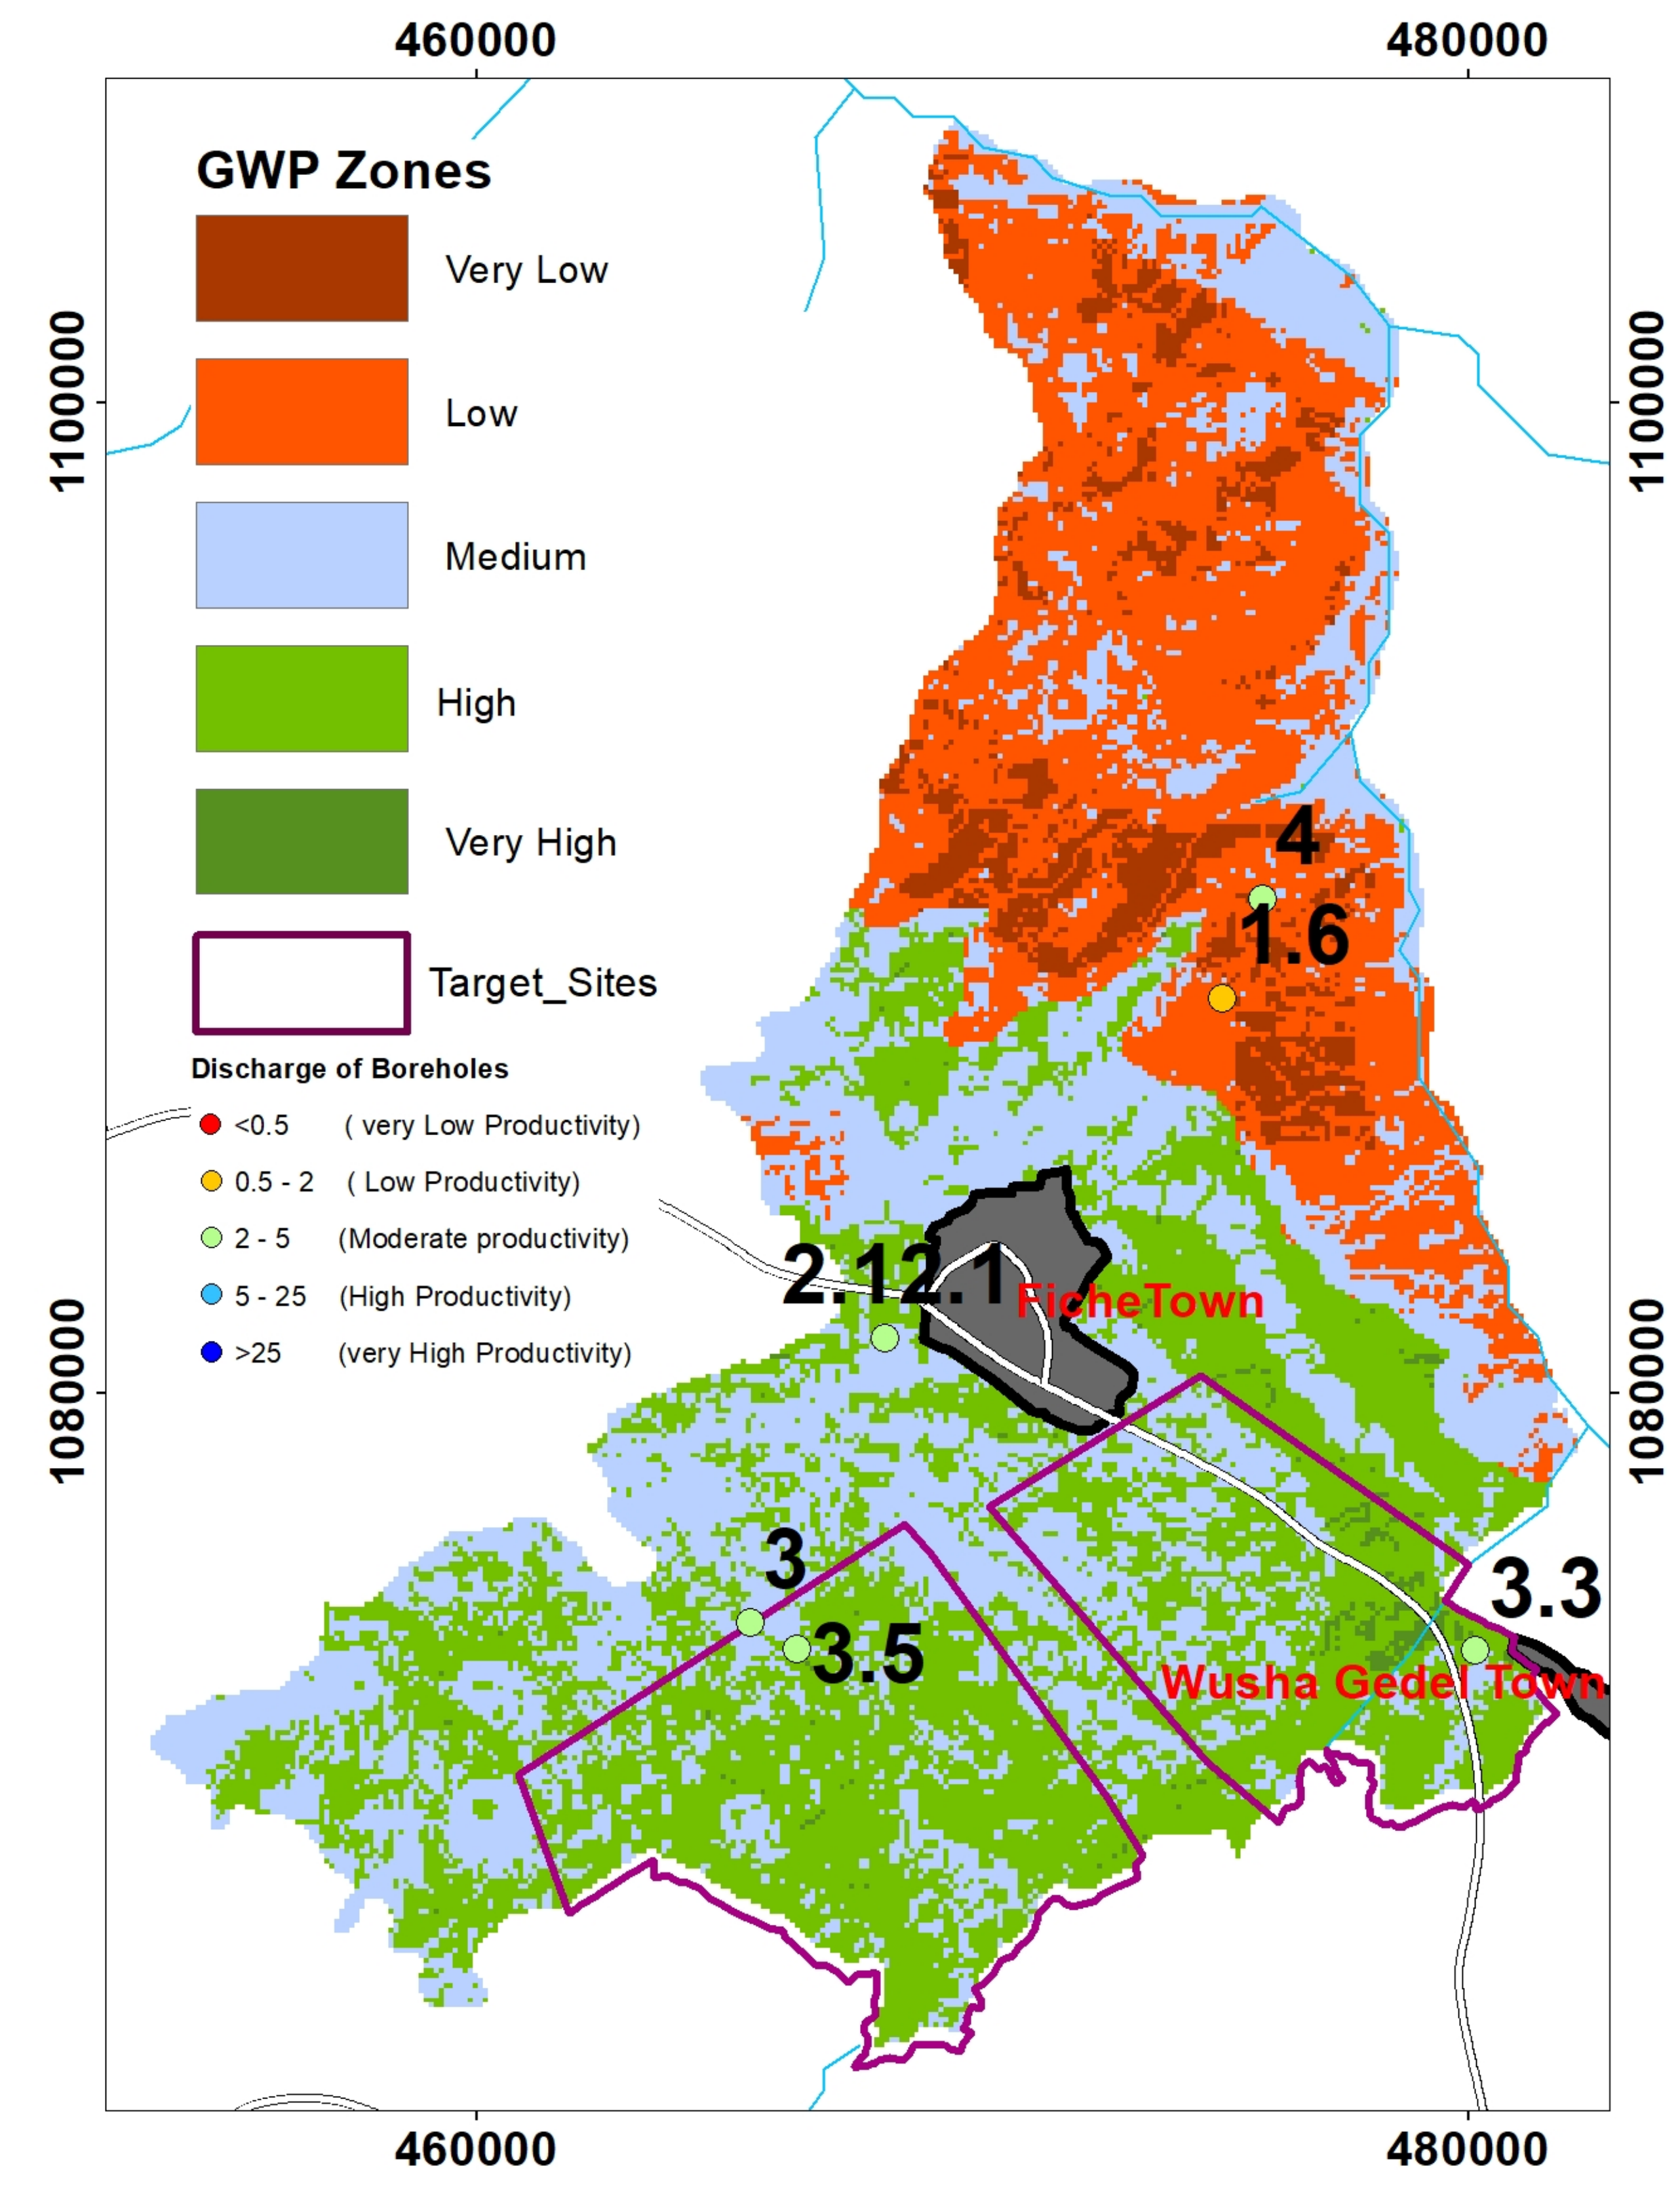 460000 480000
GWP Zones
Very Low
Low
Medium
High
Very High
Target_Sites
Discharge of Boreholes
<0.5 ( very Low Productivity)
0.5 - 2 ( Low Productivity)
2 - 5 (Moderate productivity)
5 - 25 (High Productivity)
>25 (very High Productivity)
1100000
1100000
1080000
1080000
4
1.6
2.12.1
FicheTown
3
3.5
3.3
Wusha Gedel Town
460000 480000